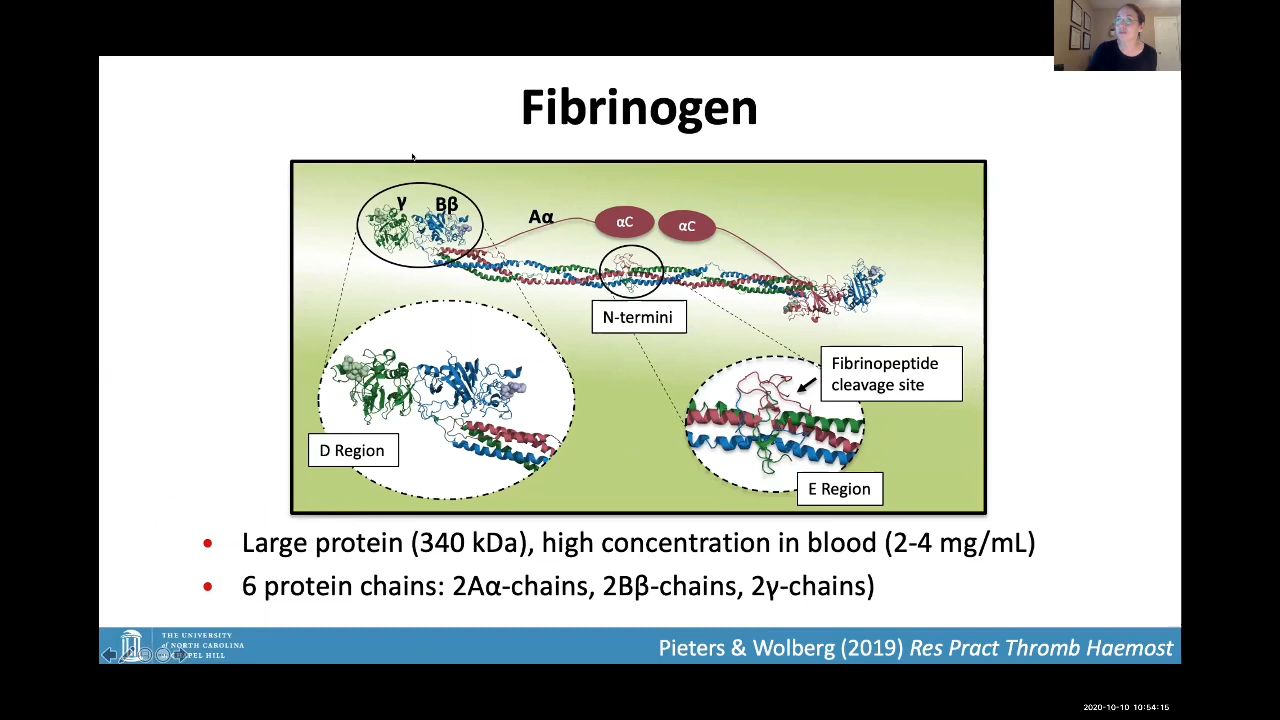 Fibrinogen
γ
Bβ
Aα
αC
αC
N-termini
Fibrinopeptide
cleavage site
D Region
E Region
• Large protein (340 kDa), high concentration in blood (2-4 mg/mL)
• 6 protein chains: 2Aα-chains, 2Bβ-chains, 2γ-chains)
THE UNIVERSITY
of NORTH CAROLINA
PEL HILL
Pieters & Wolberg (2019) Res Pract Thromb Haemost
2020-10-10 10:54:15